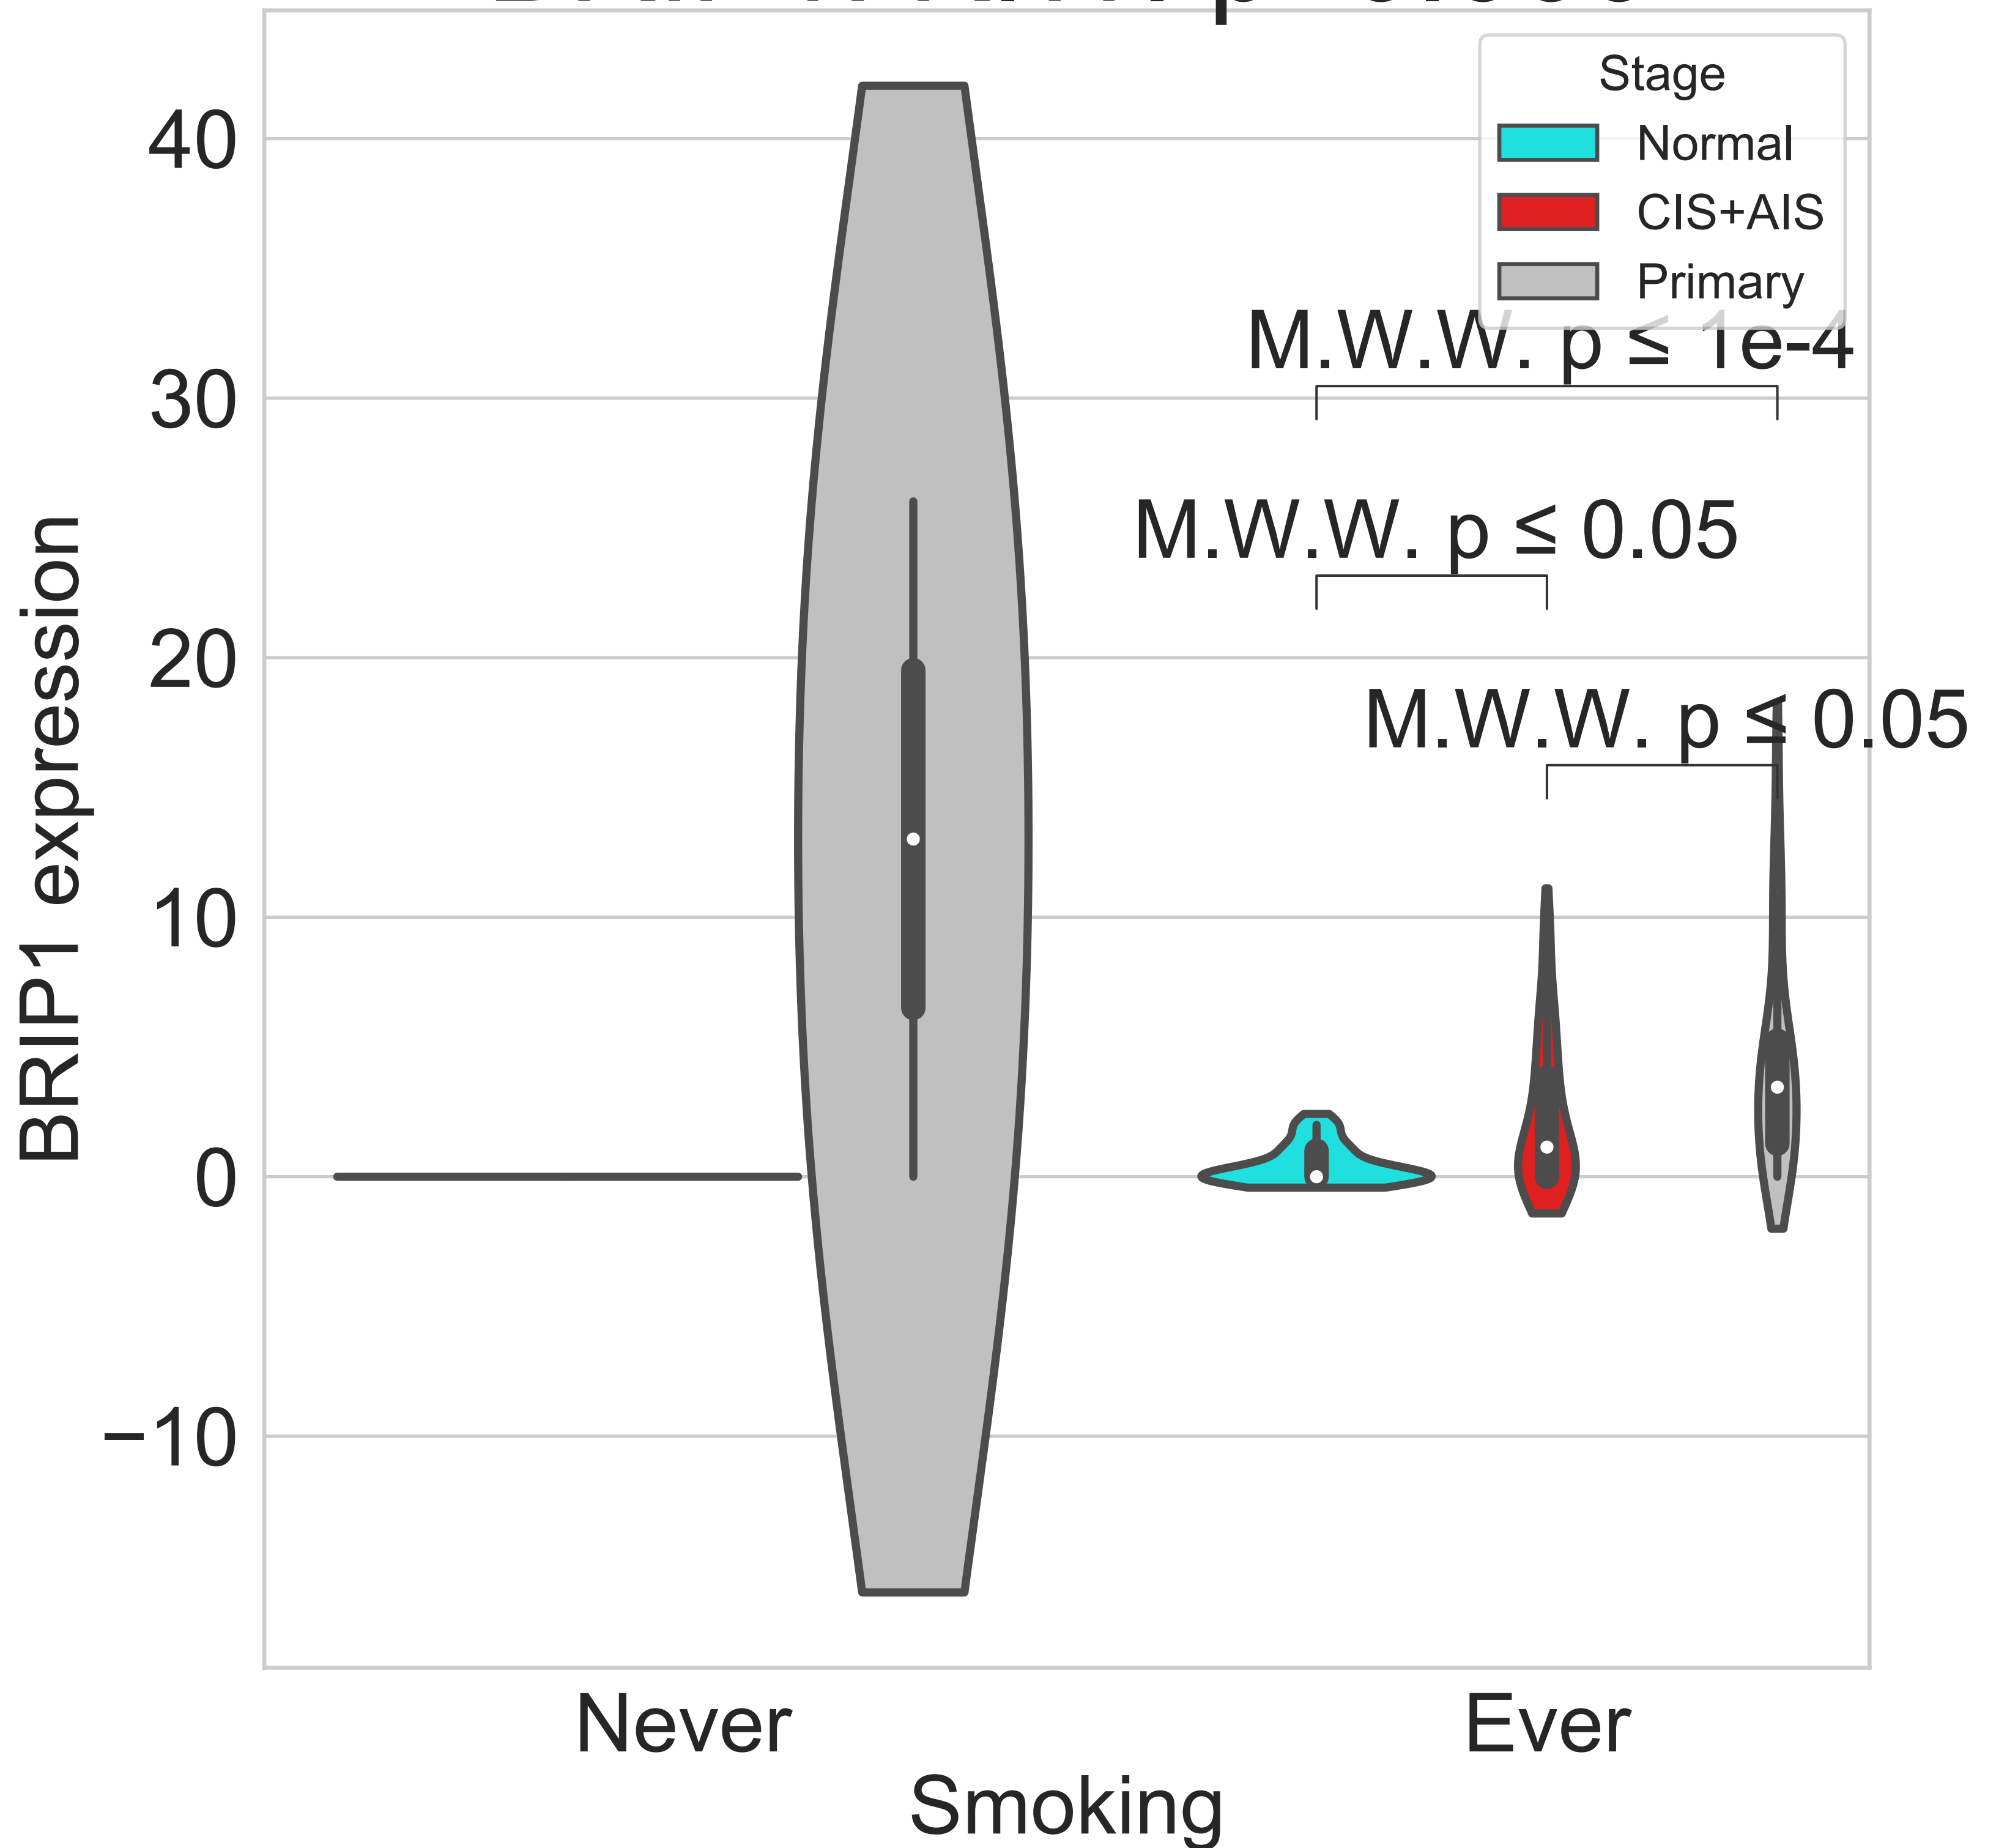 Stage
Normal
CIS+AIS
Primary
M.W.W. p ≤ 1e-4
M.W.W. p ≤ 0.05
M.W.W. p ≤ 0.05
BRIP1 expression
40
30
20
10
0
−10
Never
Ever
Smoking